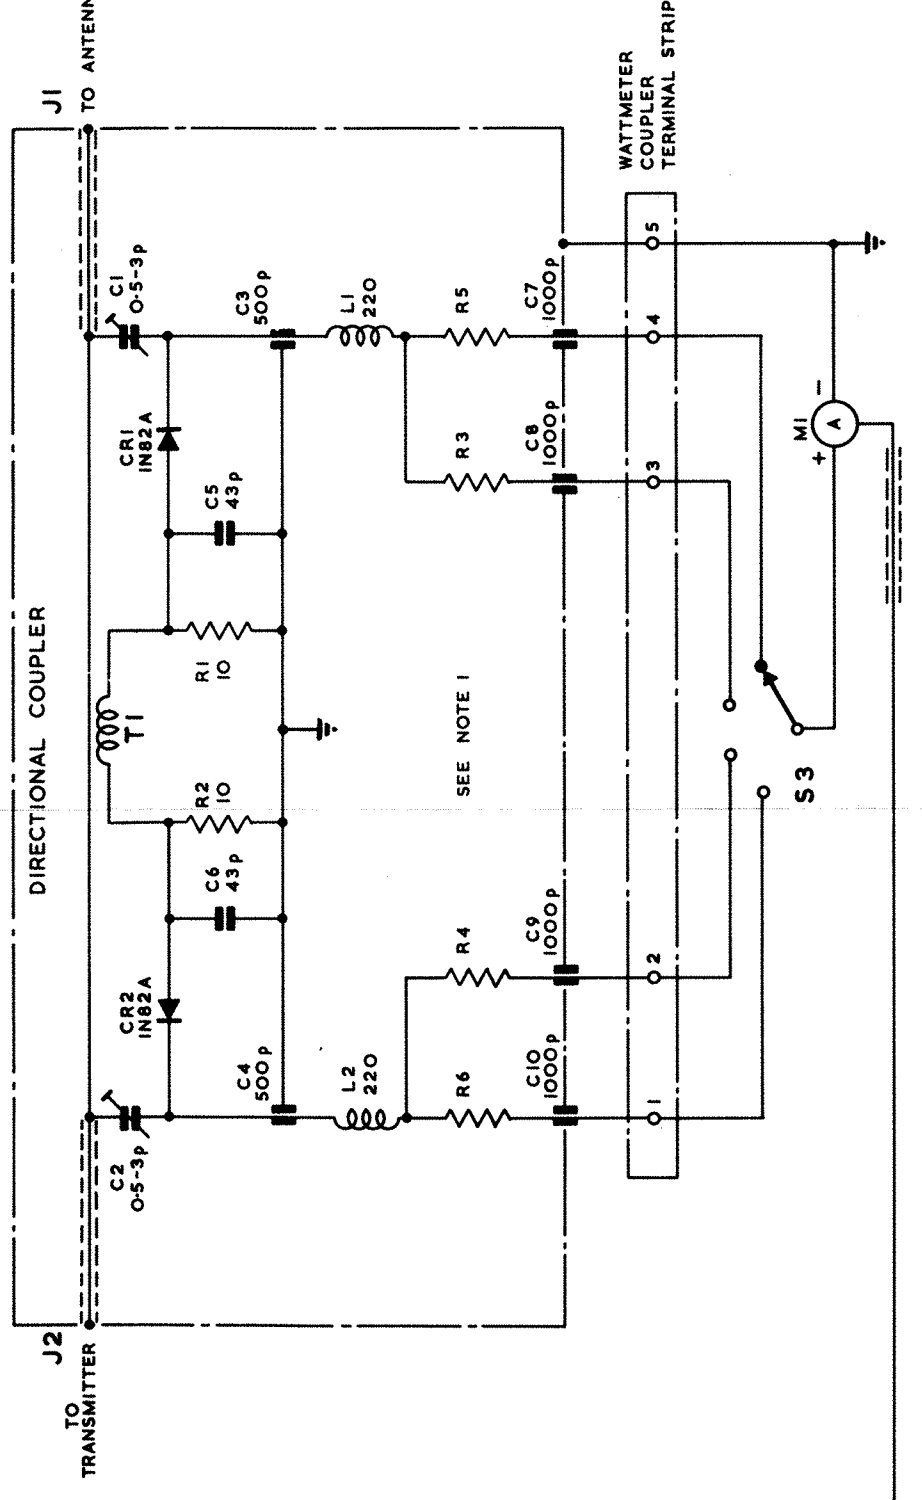 DIRECTIONAL COUPLER
J2
TO
TRANSMITTER
J1
TO ANTENN
C2
0·5-3p
C1
0·5-3p
CR2
IN82A
CR1
IN82A
T1
C6
43p
R2
10
R1
10
C5
43p
C4
500p
C3
500p
L2
220
L1
220
SEE NOTE 1
R6
R4
R3
R5
C10
1000p
C9
1000p
C8
1000p
C7
1000p
WATTMETER
COUPLER
TERMINAL STRIP
1
2
3
4
5
S3
M1
+
A
−